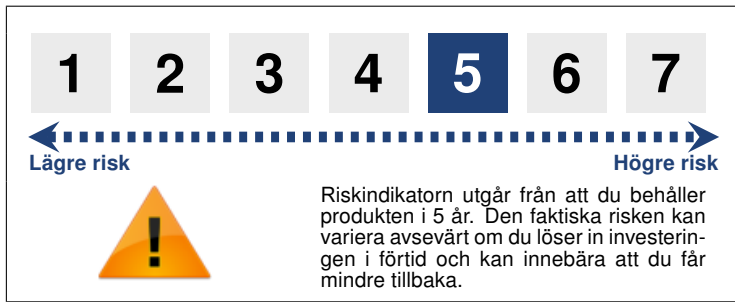 1 2 3 4 5 6 7
Lägre risk Högre risk
!
Riskindikatorn utgår från att du behåller
produkten i 5 år. Den faktiska risken kan
variera avsevärt om du löser in investerin-
gen i förtid och kan innebära att du får
mindre tillbaka.